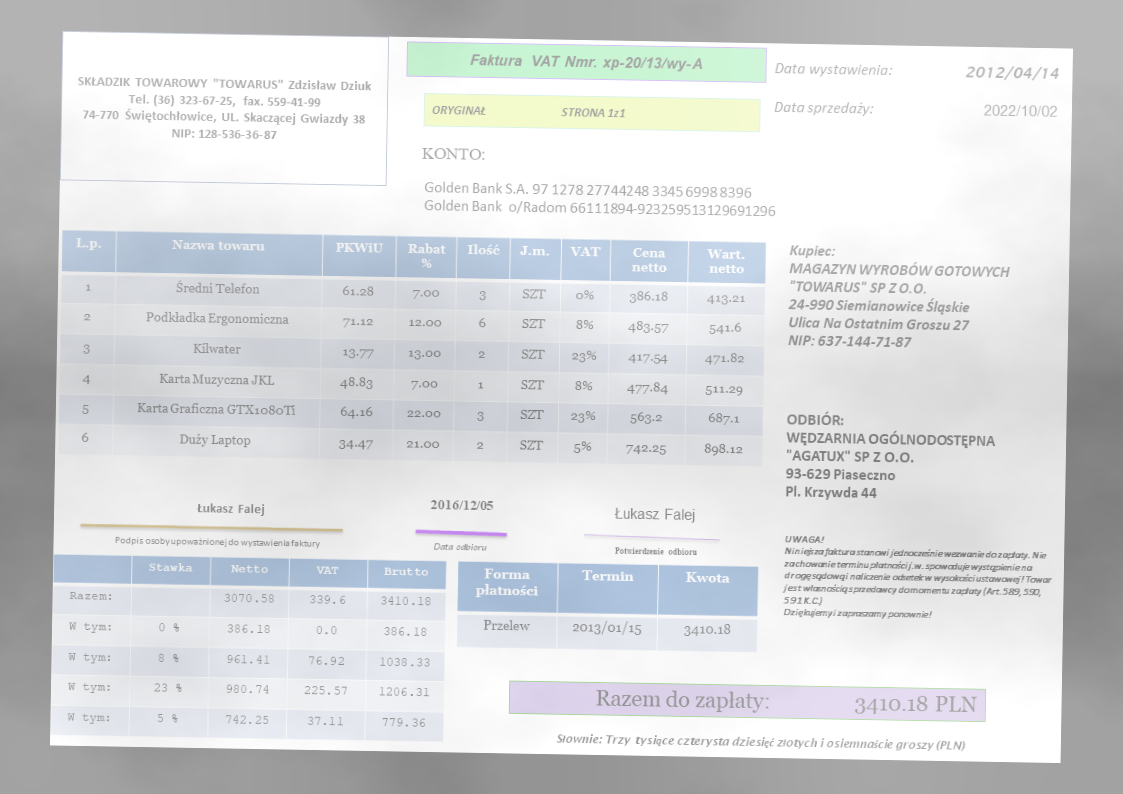 SKŁADZIK TOWAROWY "TOWARUS" Zdzisław Dziuk
Tel. (36) 323-67-25, fax. 559-41-99
74-770 Świętochłowice, UL. Skaczącej Gwiazdy 38
NIP: 128-536-36-87
Faktura VAT Nmr. xp-20/13/wy-A
ORYGINAŁ STRONA 1z1
Data wystawienia: 2012/04/14
Data sprzedaży: 2022/10/02
KONTO:
Golden Bank S.A. 97 1278 27744248 3345 6998 8396
Golden Bank o/Radom 66111894-923259513129691296
L.p. Nazwa towaru PKWiU Rabat % Ilość J.m. VAT Cena netto Wart. netto
1 Średni Telefon 61.28 7.00 3 SZT 0% 386.18 413.21
2 Podkładka Ergonomiczna 71.12 12.00 6 SZT 8% 483.57 541.6
3 Kilwater 13.77 13.00 2 SZT 23% 417.54 471.82
4 Karta Muzyczna JKL 48.83 7.00 1 SZT 8% 477.84 511.29
5 Karta Graficzna GTX1080Ti 64.16 22.00 3 SZT 23% 563.2 687.1
6 Duży Laptop 34.47 21.00 2 SZT 5% 742.25 898.12
Kupiec:
MAGAZYN WYROBÓW GOTOWYCH
"TOWARUS" SP Z O.O.
24-990 Siemianowice Śląskie
Ulica Na Ostatnim Groszu 27
NIP: 637-144-71-87
ODBIÓR:
WĘDZARNIA OGÓLNODOSTĘPNA
"AGATUX" SP Z O.O.
93-629 Piaseczno
Pl. Krzywda 44
Łukasz Falej
Podpis osoby upoważnionej do wystawienia faktury
2016/12/05
Data odbioru
Łukasz Falej
Potwierdzenie odbioru
UWAGA!
Niniejsza faktura stanowi jednocześnie wezwanie do zapłaty. Nie
zachowanie terminu płatności j.w. spowoduje wystąpienie na
drogę sądową i naliczenie odsetek w wysokości ustawowej! Towar
jest własnością sprzedawcy do momentu zapłaty (Art. 589, 590,
591 K.C.)
Dziękujemy i zapraszamy ponownie!
Stawka Netto VAT Brutto
Razem: 3070.58 339.6 3410.18
W tym: 0 % 386.18 0.0 386.18
W tym: 8 % 961.41 76.92 1038.33
W tym: 23 % 980.74 225.57 1206.31
W tym: 5 % 742.25 37.11 779.36
Forma płatności Termin Kwota
Przelew 2013/01/15 3410.18
Razem do zapłaty: 3410.18 PLN
Słownie: Trzy tysiące czterysta dziesięć złotych i osiemnaście groszy (PLN)